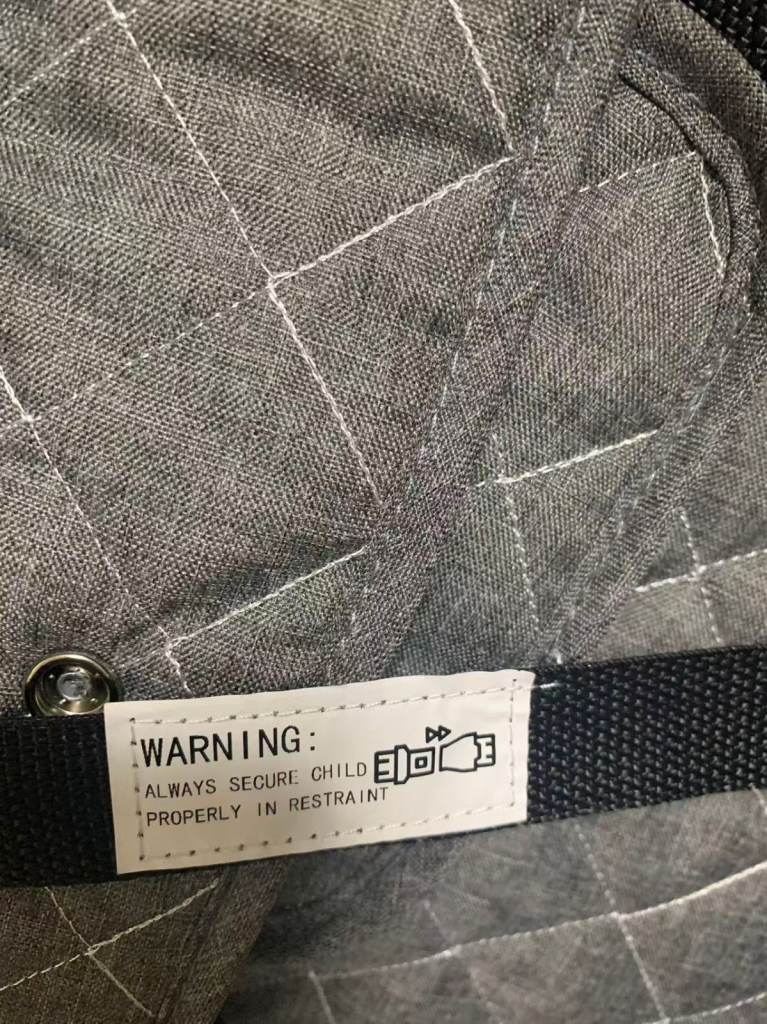 WARNING:
ALWAYS SECURE CHILD
PROPERLY IN RESTRAINT